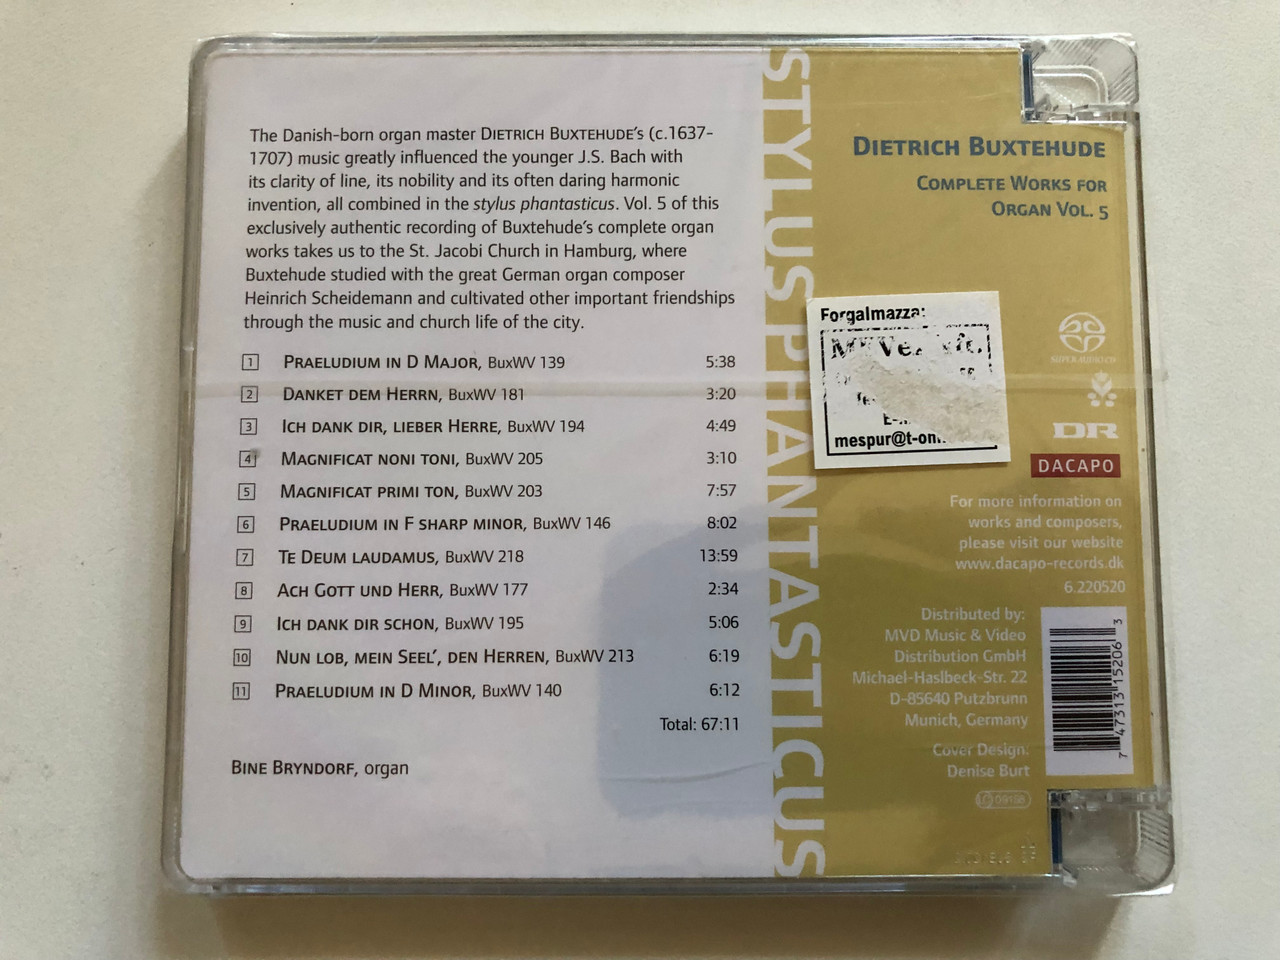 The Danish-born organ master DIETRICH BUXTEHUDE's (c.1637-
1707) music greatly influenced the younger J.S. Bach with
its clarity of line, its nobility and its often daring harmonic
invention, all combined in the stylus phantasticus. Vol. 5 of this
exclusively authentic recording of Buxtehude's complete organ
works takes us to the St. Jacobi Church in Hamburg, where
Buxtehude studied with the great German organ composer
Heinrich Scheidemann and cultivated other important friendships
through the music and church life of the city.
1 PRAELUDIUM IN D MAJOR, BuxWV 139 5:38
2 DANKET DEM HERRN, BuxWV 181 3:20
3 ICH DANK DIR, LIEBER HERRE, BuxWV 194 4:49
4 MAGNIFICAT NONI TONI, BuxWV 205 3:10
5 MAGNIFICAT PRIMI TON, BuxWV 203 7:57
6 PRAELUDIUM IN F SHARP MINOR, BuxWV 146 8:02
7 TE DEUM LAUDAMUS, BuxWV 218 13:59
8 ACH GOTT UND HERR, BuxWV 177 2:34
9 ICH DANK DIR SCHON, BuxWV 195 5:06
10 NUN LOB, MEIN SEEL', DEN HERREN, BuxWV 213 6:19
11 PRAELUDIUM IN D MINOR, BuxWV 140 6:12
Total: 67:11
BINE BRYNDORF, organ
STYLUS PHANTASTICUS
DIETRICH BUXTEHUDE
COMPLETE WORKS FOR
ORGAN VOL. 5
Forgalmazza:
mespur@t-on
SUPER AUDIO CD
DR
DACAPO
For more information on
works and composers,
please visit our website
www.dacapo-records.dk
6.220520
Distributed by:
MVD Music & Video
Distribution GmbH
Michael-Haslbeck-Str. 22
D-85640 Putzbrunn
Munich, Germany
Cover Design:
Denise Burt
7 47313 15206 3
LC 09158